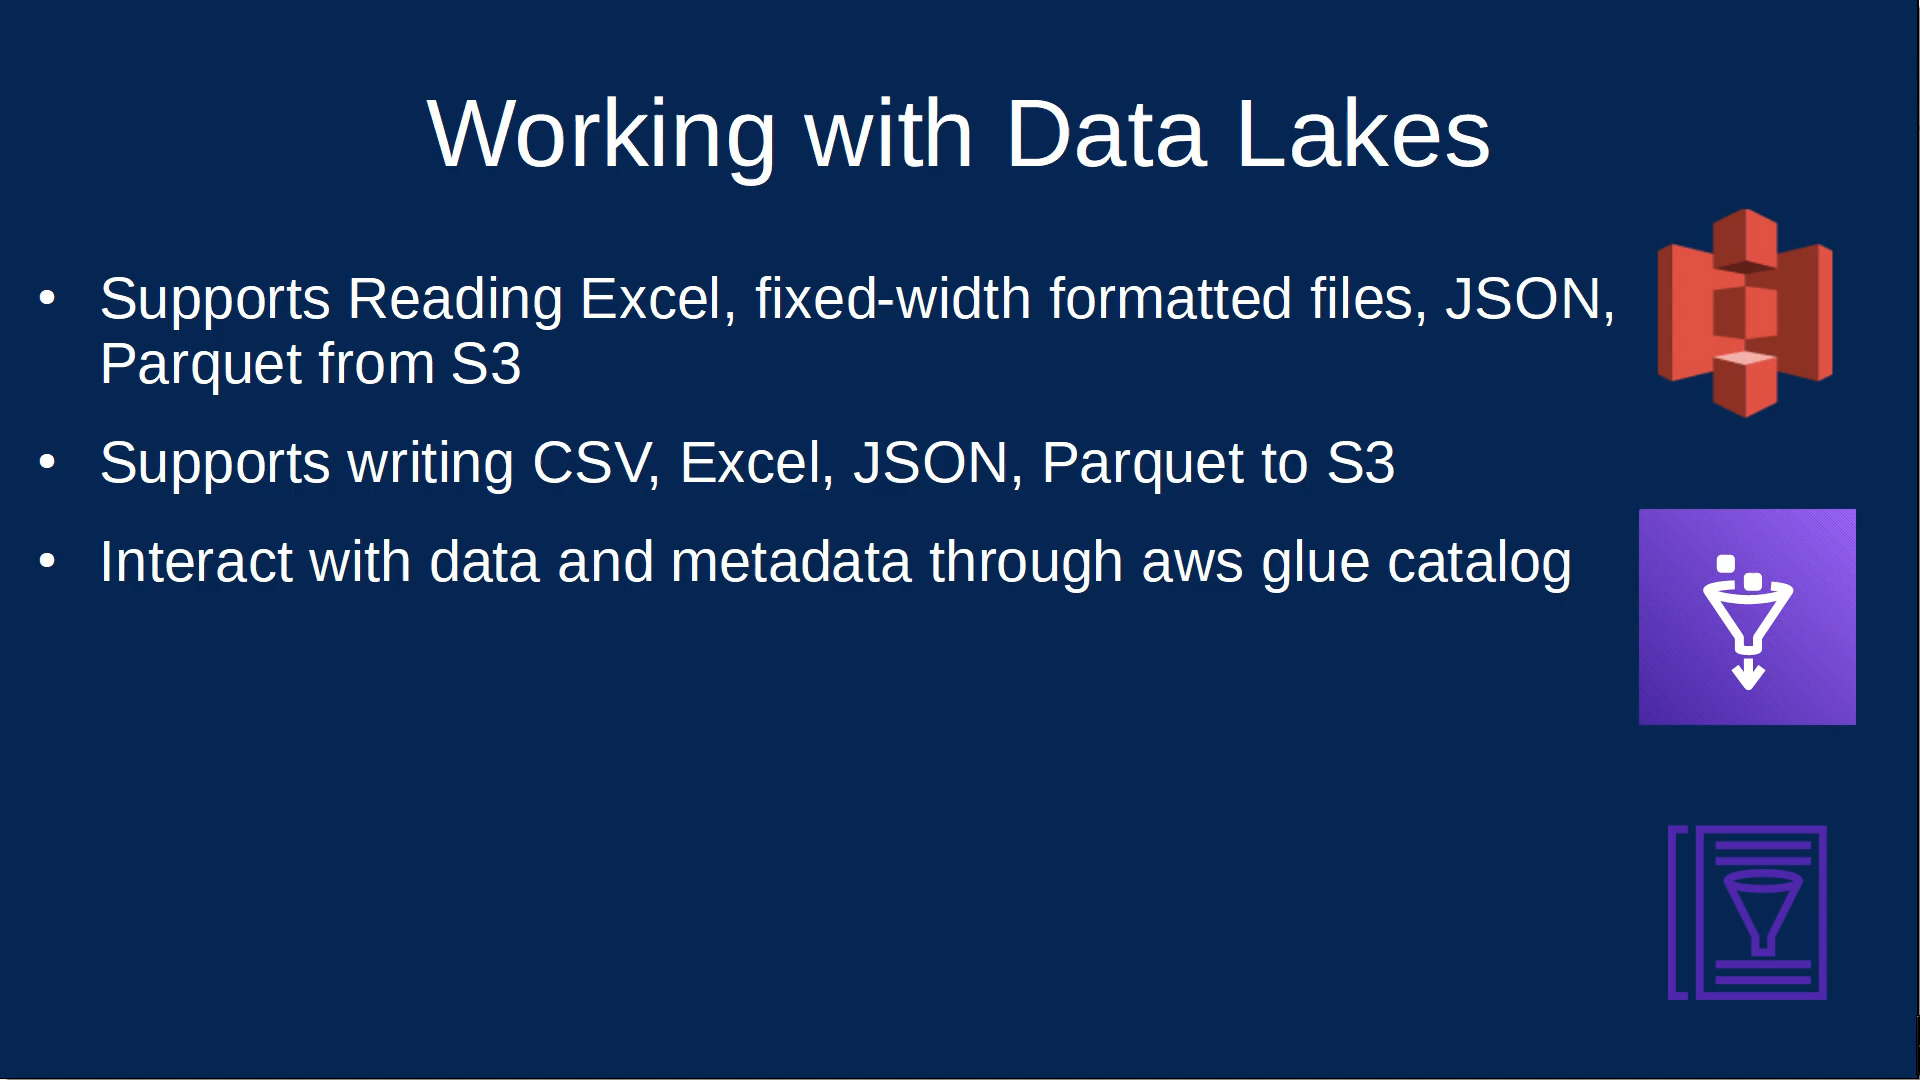 Working with Data Lakes
• Supports Reading Excel, fixed-width formatted files, JSON,
Parquet from S3
• Supports writing CSV, Excel, JSON, Parquet to S3
• Interact with data and metadata through aws glue catalog